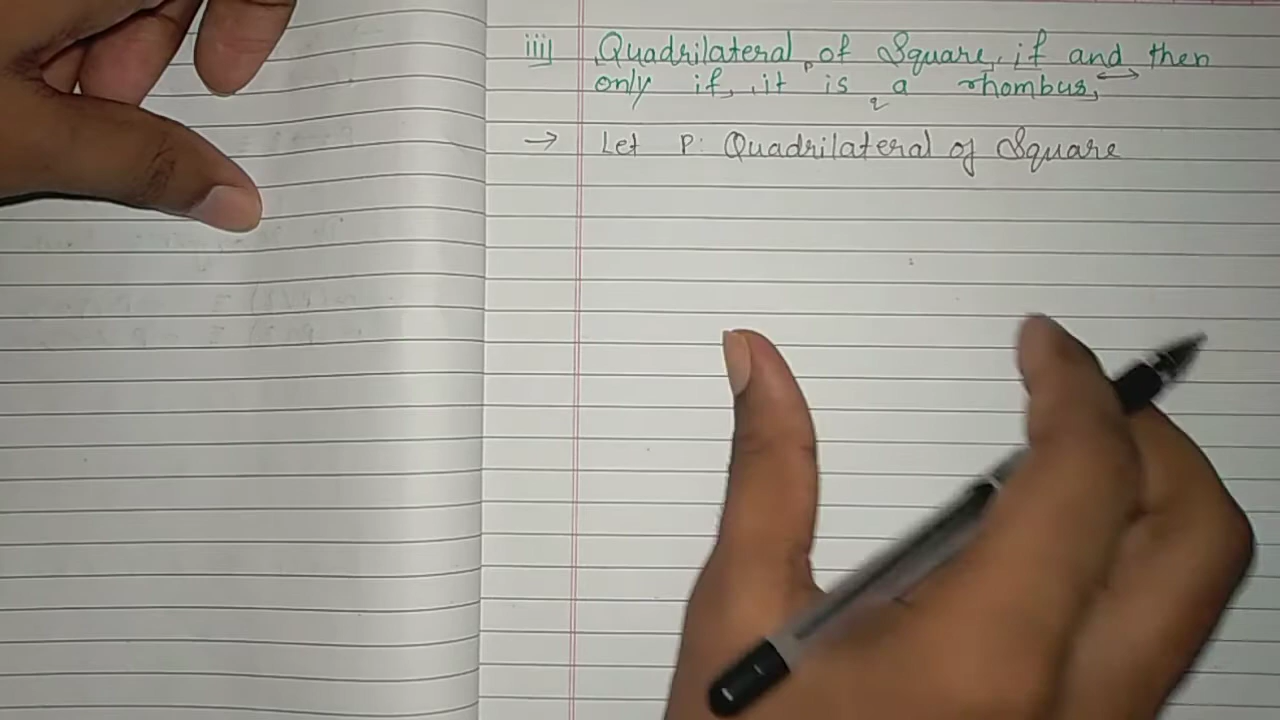 iii) Quadrilateral of Square, if and then
p ↔
only if, it is a rhombus,
q
→ Let P: Quadrilateral of Square